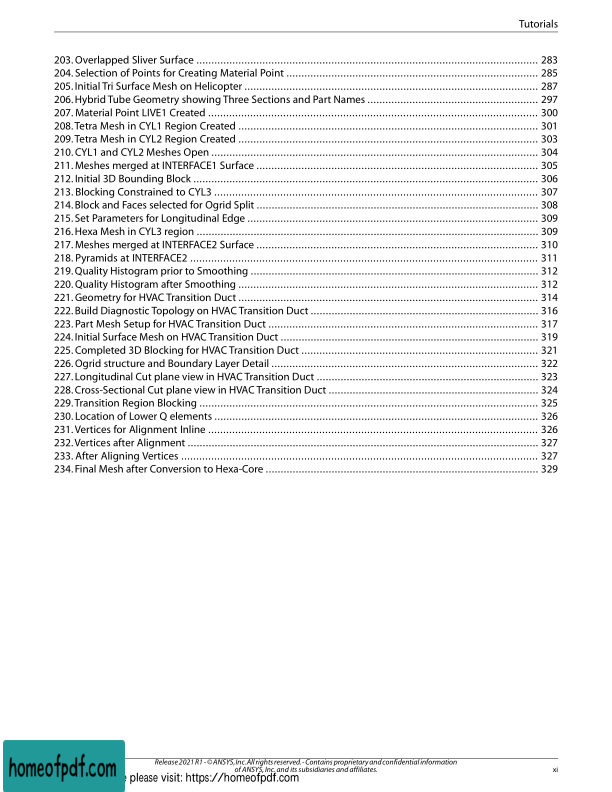 Tutorials
203. Overlapped Sliver Surface ........................................ 283
204. Selection of Points for Creating Material Point ........................................ 285
205. Initial Tri Surface Mesh on Helicopter ........................................ 287
206. Hybrid Tube Geometry showing Three Sections and Part Names ........................................ 297
207. Material Point LIVE1 Created ........................................ 300
208. Tetra Mesh in CYL1 Region Created ........................................ 301
209. Tetra Mesh in CYL2 Region Created ........................................ 303
210. CYL1 and CYL2 Meshes Open ........................................ 304
211. Meshes merged at INTERFACE1 Surface ........................................ 305
212. Initial 3D Bounding Block ........................................ 306
213. Blocking Constrained to CYL3 ........................................ 307
214. Block and Faces selected for Ogrid Split ........................................ 308
215. Set Parameters for Longitudinal Edge ........................................ 309
216. Hexa Mesh in CYL3 region ........................................ 309
217. Meshes merged at INTERFACE2 Surface ........................................ 310
218. Pyramids at INTERFACE2 ........................................ 311
219. Quality Histogram prior to Smoothing ........................................ 312
220. Quality Histogram after Smoothing ........................................ 312
221. Geometry for HVAC Transition Duct ........................................ 314
222. Build Diagnostic Topology on HVAC Transition Duct ........................................ 316
223. Part Mesh Setup for HVAC Transition Duct ........................................ 317
224. Initial Surface Mesh on HVAC Transition Duct ........................................ 319
225. Completed 3D Blocking for HVAC Transition Duct ........................................ 321
226. Ogrid structure and Boundary Layer Detail ........................................ 322
227. Longitudinal Cut plane view in HVAC Transition Duct ........................................ 323
228. Cross-Sectional Cut plane view in HVAC Transition Duct ........................................ 324
229. Transition Region Blocking ........................................ 325
230. Location of Lower Q elements ........................................ 326
231. Vertices for Alignment Inline ........................................ 326
232. Vertices after Alignment ........................................ 327
233. After Aligning Vertices ........................................ 327
234. Final Mesh after Conversion to Hexa-Core ........................................ 329
Release 2021 R1 - © ANSYS, Inc. All rights reserved. - Contains proprietary and confidential information
of ANSYS, Inc. and its subsidiaries and affiliates.
xi
homeofpdf.com
please visit: https://homeofpdf.com